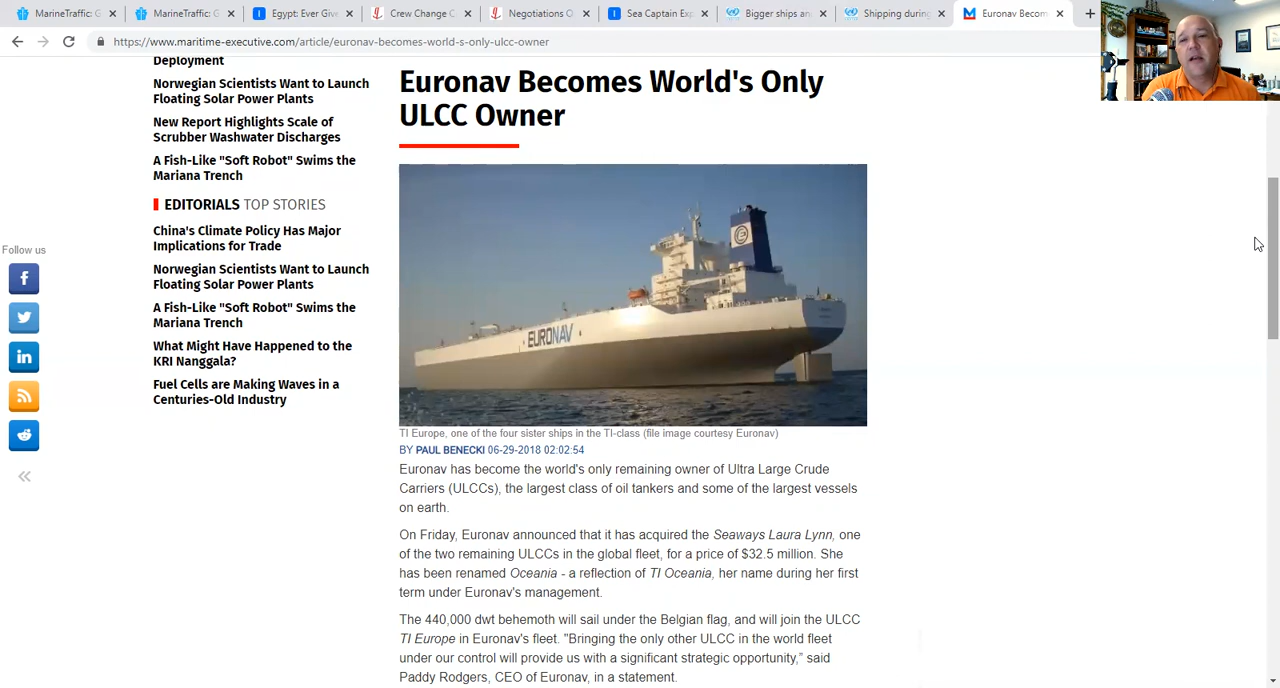 MarineTraffic: G
MarineTraffic: G
Egypt: Ever Give
Crew Change C
Negotiations O
Sea Captain Exp
Bigger ships an
Shipping during
Euronav Becom
https://www.maritime-executive.com/article/euronav-becomes-world-s-only-ulcc-owner
Deployment
Norwegian Scientists Want to Launch
Floating Solar Power Plants
New Report Highlights Scale of
Scrubber Washwater Discharges
A Fish-Like "Soft Robot" Swims the
Mariana Trench
EDITORIALS TOP STORIES
China's Climate Policy Has Major
Implications for Trade
Norwegian Scientists Want to Launch
Floating Solar Power Plants
A Fish-Like "Soft Robot" Swims the
Mariana Trench
What Might Have Happened to the
KRI Nanggala?
Fuel Cells are Making Waves in a
Centuries-Old Industry
Follow us
Euronav Becomes World's Only
ULCC Owner
EURONAV
TI Europe, one of the four sister ships in the TI-class (file image courtesy Euronav)
BY PAUL BENECKI 06-29-2018 02:02:54
Euronav has become the world's only remaining owner of Ultra Large Crude
Carriers (ULCCs), the largest class of oil tankers and some of the largest vessels
on earth.
On Friday, Euronav announced that it has acquired the Seaways Laura Lynn, one
of the two remaining ULCCs in the global fleet, for a price of $32.5 million. She
has been renamed Oceania - a reflection of TI Oceania, her name during her first
term under Euronav's management.
The 440,000 dwt behemoth will sail under the Belgian flag, and will join the ULCC
TI Europe in Euronav's fleet. "Bringing the only other ULCC in the world fleet
under our control will provide us with a significant strategic opportunity,” said
Paddy Rodgers, CEO of Euronav, in a statement.